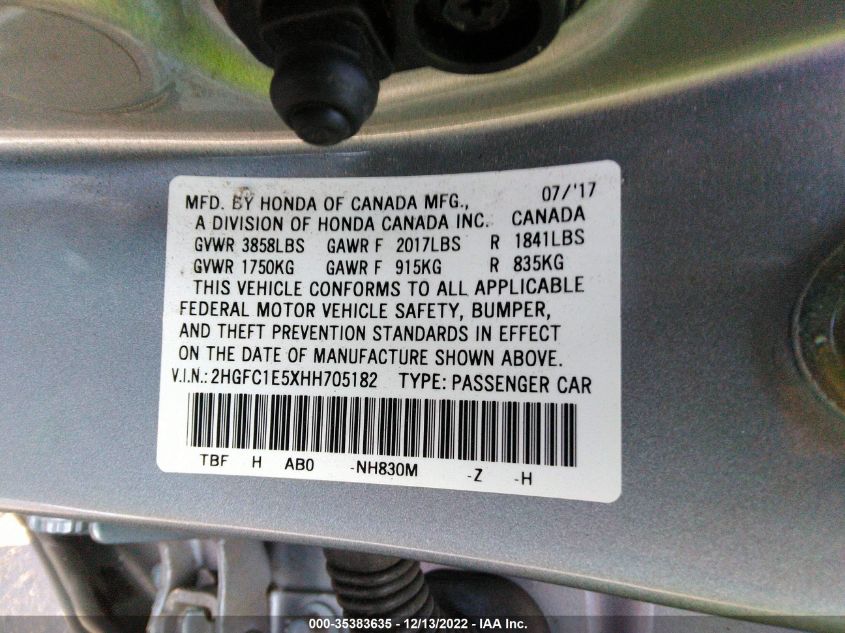 MFD. BY HONDA OF CANADA MFG., 07/'17
A DIVISION OF HONDA CANADA INC. CANADA
GVWR 3858LBS GAWR F 2017LBS R 1841LBS
GVWR 1750KG GAWR F 915KG R 835KG
THIS VEHICLE CONFORMS TO ALL APPLICABLE
FEDERAL MOTOR VEHICLE SAFETY, BUMPER,
AND THEFT PREVENTION STANDARDS IN EFFECT
ON THE DATE OF MANUFACTURE SHOWN ABOVE.
V.I.N.: 2HGFC1E5XHH705182 TYPE: PASSENGER CAR
TBF H AB0 -NH830M -Z -H
000-35383635 - 12/13/2022 - IAA Inc.